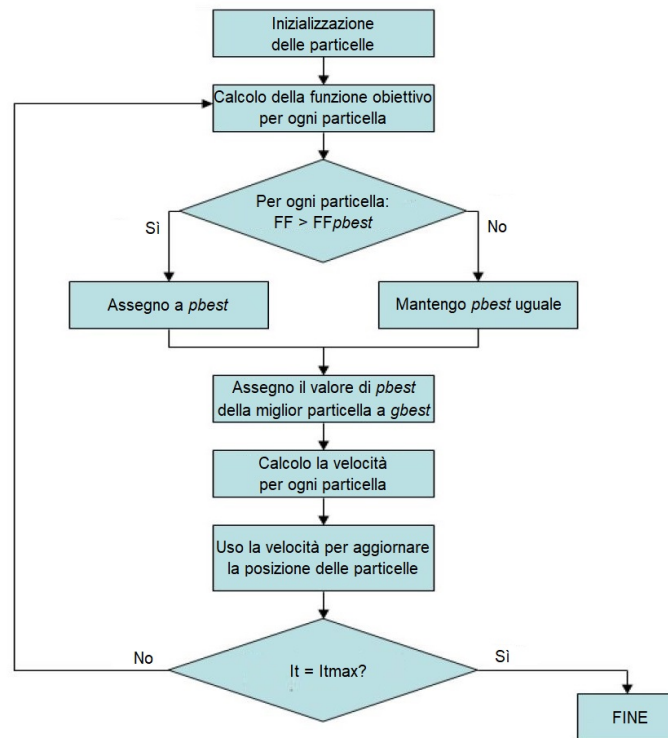 Inizializzazione
delle particelle
Calcolo della funzione obiettivo
per ogni particella
Per ogni particella:
FF > FFpbest
Sì
No
Assegno a pbest
Mantengo pbest uguale
Assegno il valore di pbest
della miglior particella a gbest
Calcolo la velocità
per ogni particella
Uso la velocità per aggiornare
la posizione delle particelle
No
It = Itmax?
Sì
FINE